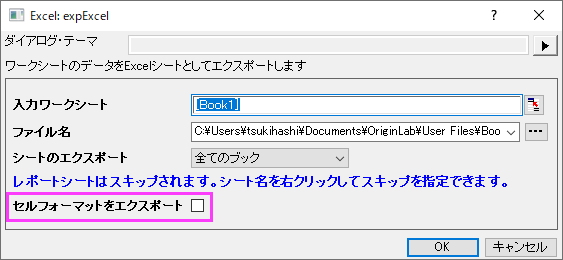 Excel: expExcel
ダイアログ・テーマ
ワークシートのデータをExcelシートとしてエクスポートします
入力ワークシート [Book1]
ファイル名 C:¥Users¥tsukihashi¥Documents¥OriginLab¥User Files¥Boo
シートのエクスポート 全てのブック
レポートシートはスキップされます。シート名を右クリックしてスキップを指定できます。
セルフォーマットをエクスポート
OK キャンセル